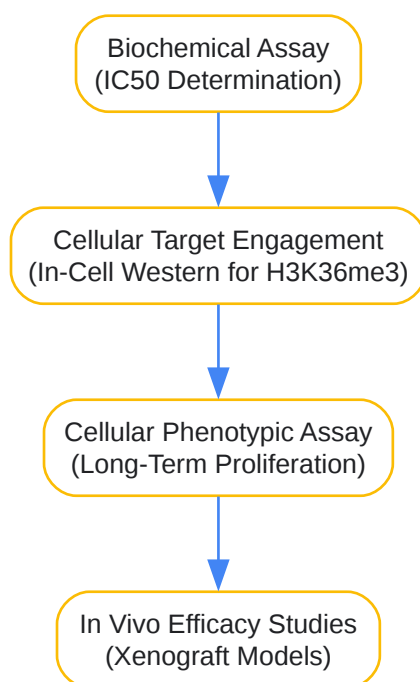 Biochemical Assay
(IC50 Determination)
Cellular Target Engagement
(In-Cell Western for H3K36me3)
Cellular Phenotypic Assay
(Long-Term Proliferation)
In Vivo Efficacy Studies
(Xenograft Models)